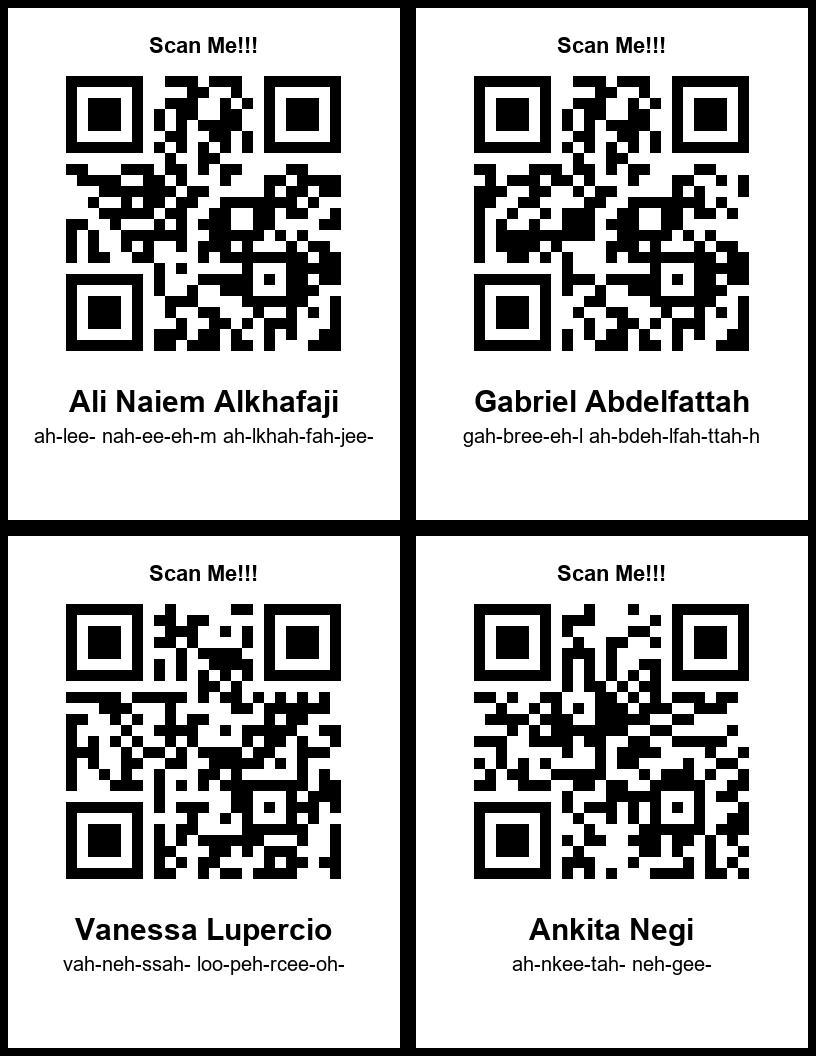 Scan Me!!!
Ali Naiem Alkhafaji
ah-lee- nah-ee-eh-m ah-lkhah-fah-jee-
Scan Me!!!
Gabriel Abdelfattah
gah-bree-eh-l ah-bdeh-lfah-ttah-h
Scan Me!!!
Vanessa Lupercio
vah-neh-ssah- loo-peh-rcee-oh-
Scan Me!!!
Ankita Negi
ah-nkee-tah- neh-gee-